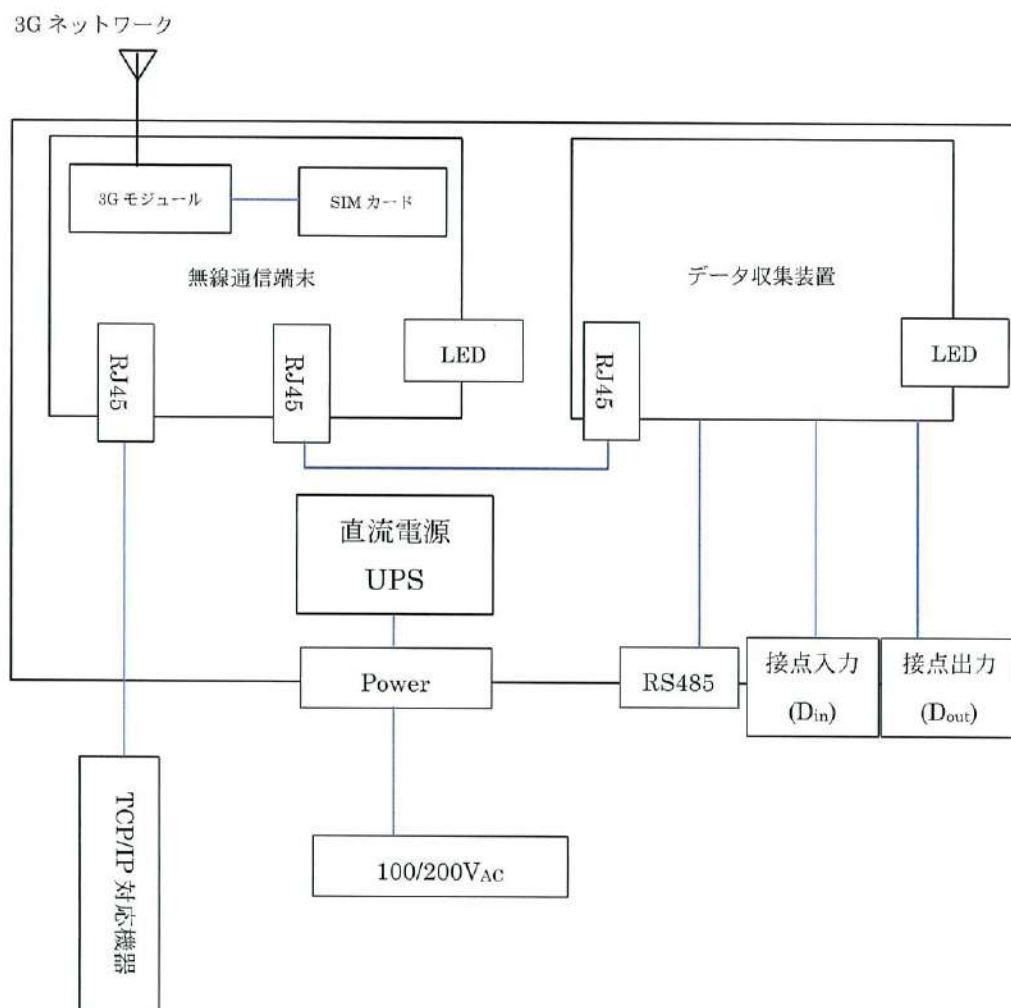 3G ネットワーク
3G モジュール
SIM カード
無線通信端末
データ収集装置
RJ45
RJ45
LED
RJ45
LED
直流電源
UPS
Power
RS485
接点入力
(Din)
接点出力
(Dout)
TCP/IP 対応機器
100/200VAC